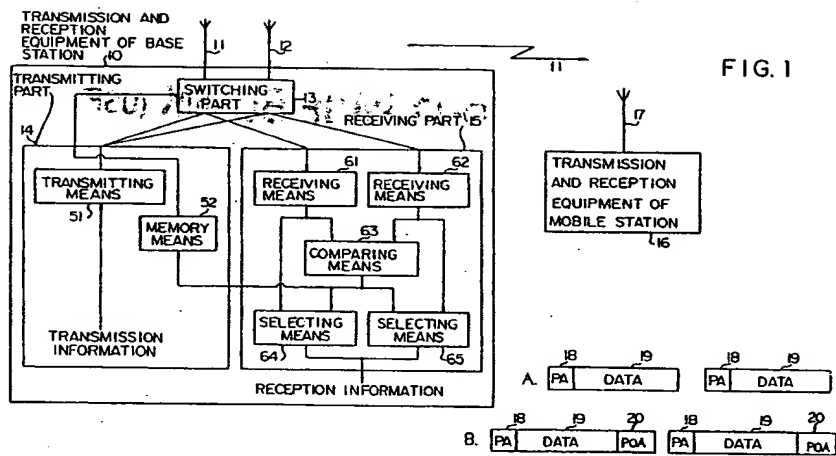 TRANSMISSION AND
RECEPTION
EQUIPMENT OF BASE
STATION
10
11
12
11
FIG. 1
TRANSMITTING
PART
14
SWITCHING
PART
13
RECEIVING PART
15
17
TRANSMITTING
MEANS
51
52
MEMORY
MEANS
61
RECEIVING
MEANS
62
RECEIVING
MEANS
63
COMPARING
MEANS
SELECTING
MEANS
64
SELECTING
MEANS
65
TRANSMISSION
INFORMATION
RECEPTION INFORMATION
TRANSMISSION
AND RECEPTION
EQUIPMENT OF
MOBILE STATION
16
18 19 18 19
A. PA DATA PA DATA
18 19 20 18 19 20
B. PA DATA POA PA DATA POA